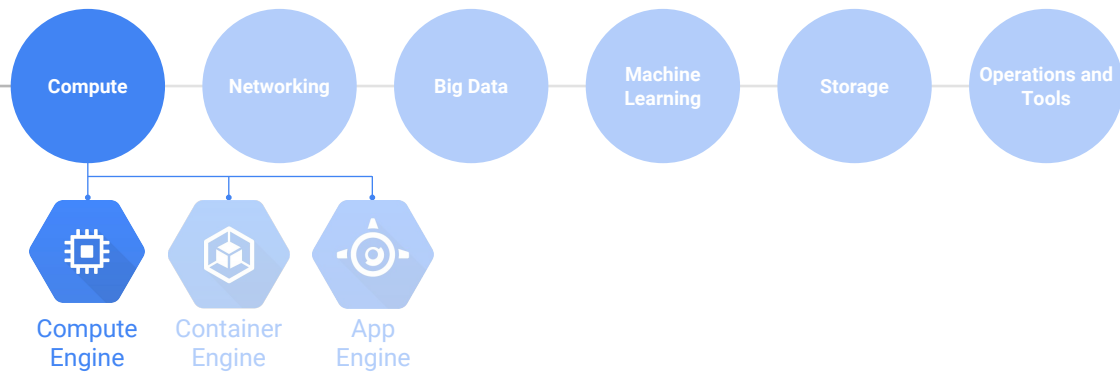 Compute
Networking
Big Data
Machine
Learning
Storage
Operations and
Tools
Compute
Engine
Container
Engine
App
Engine